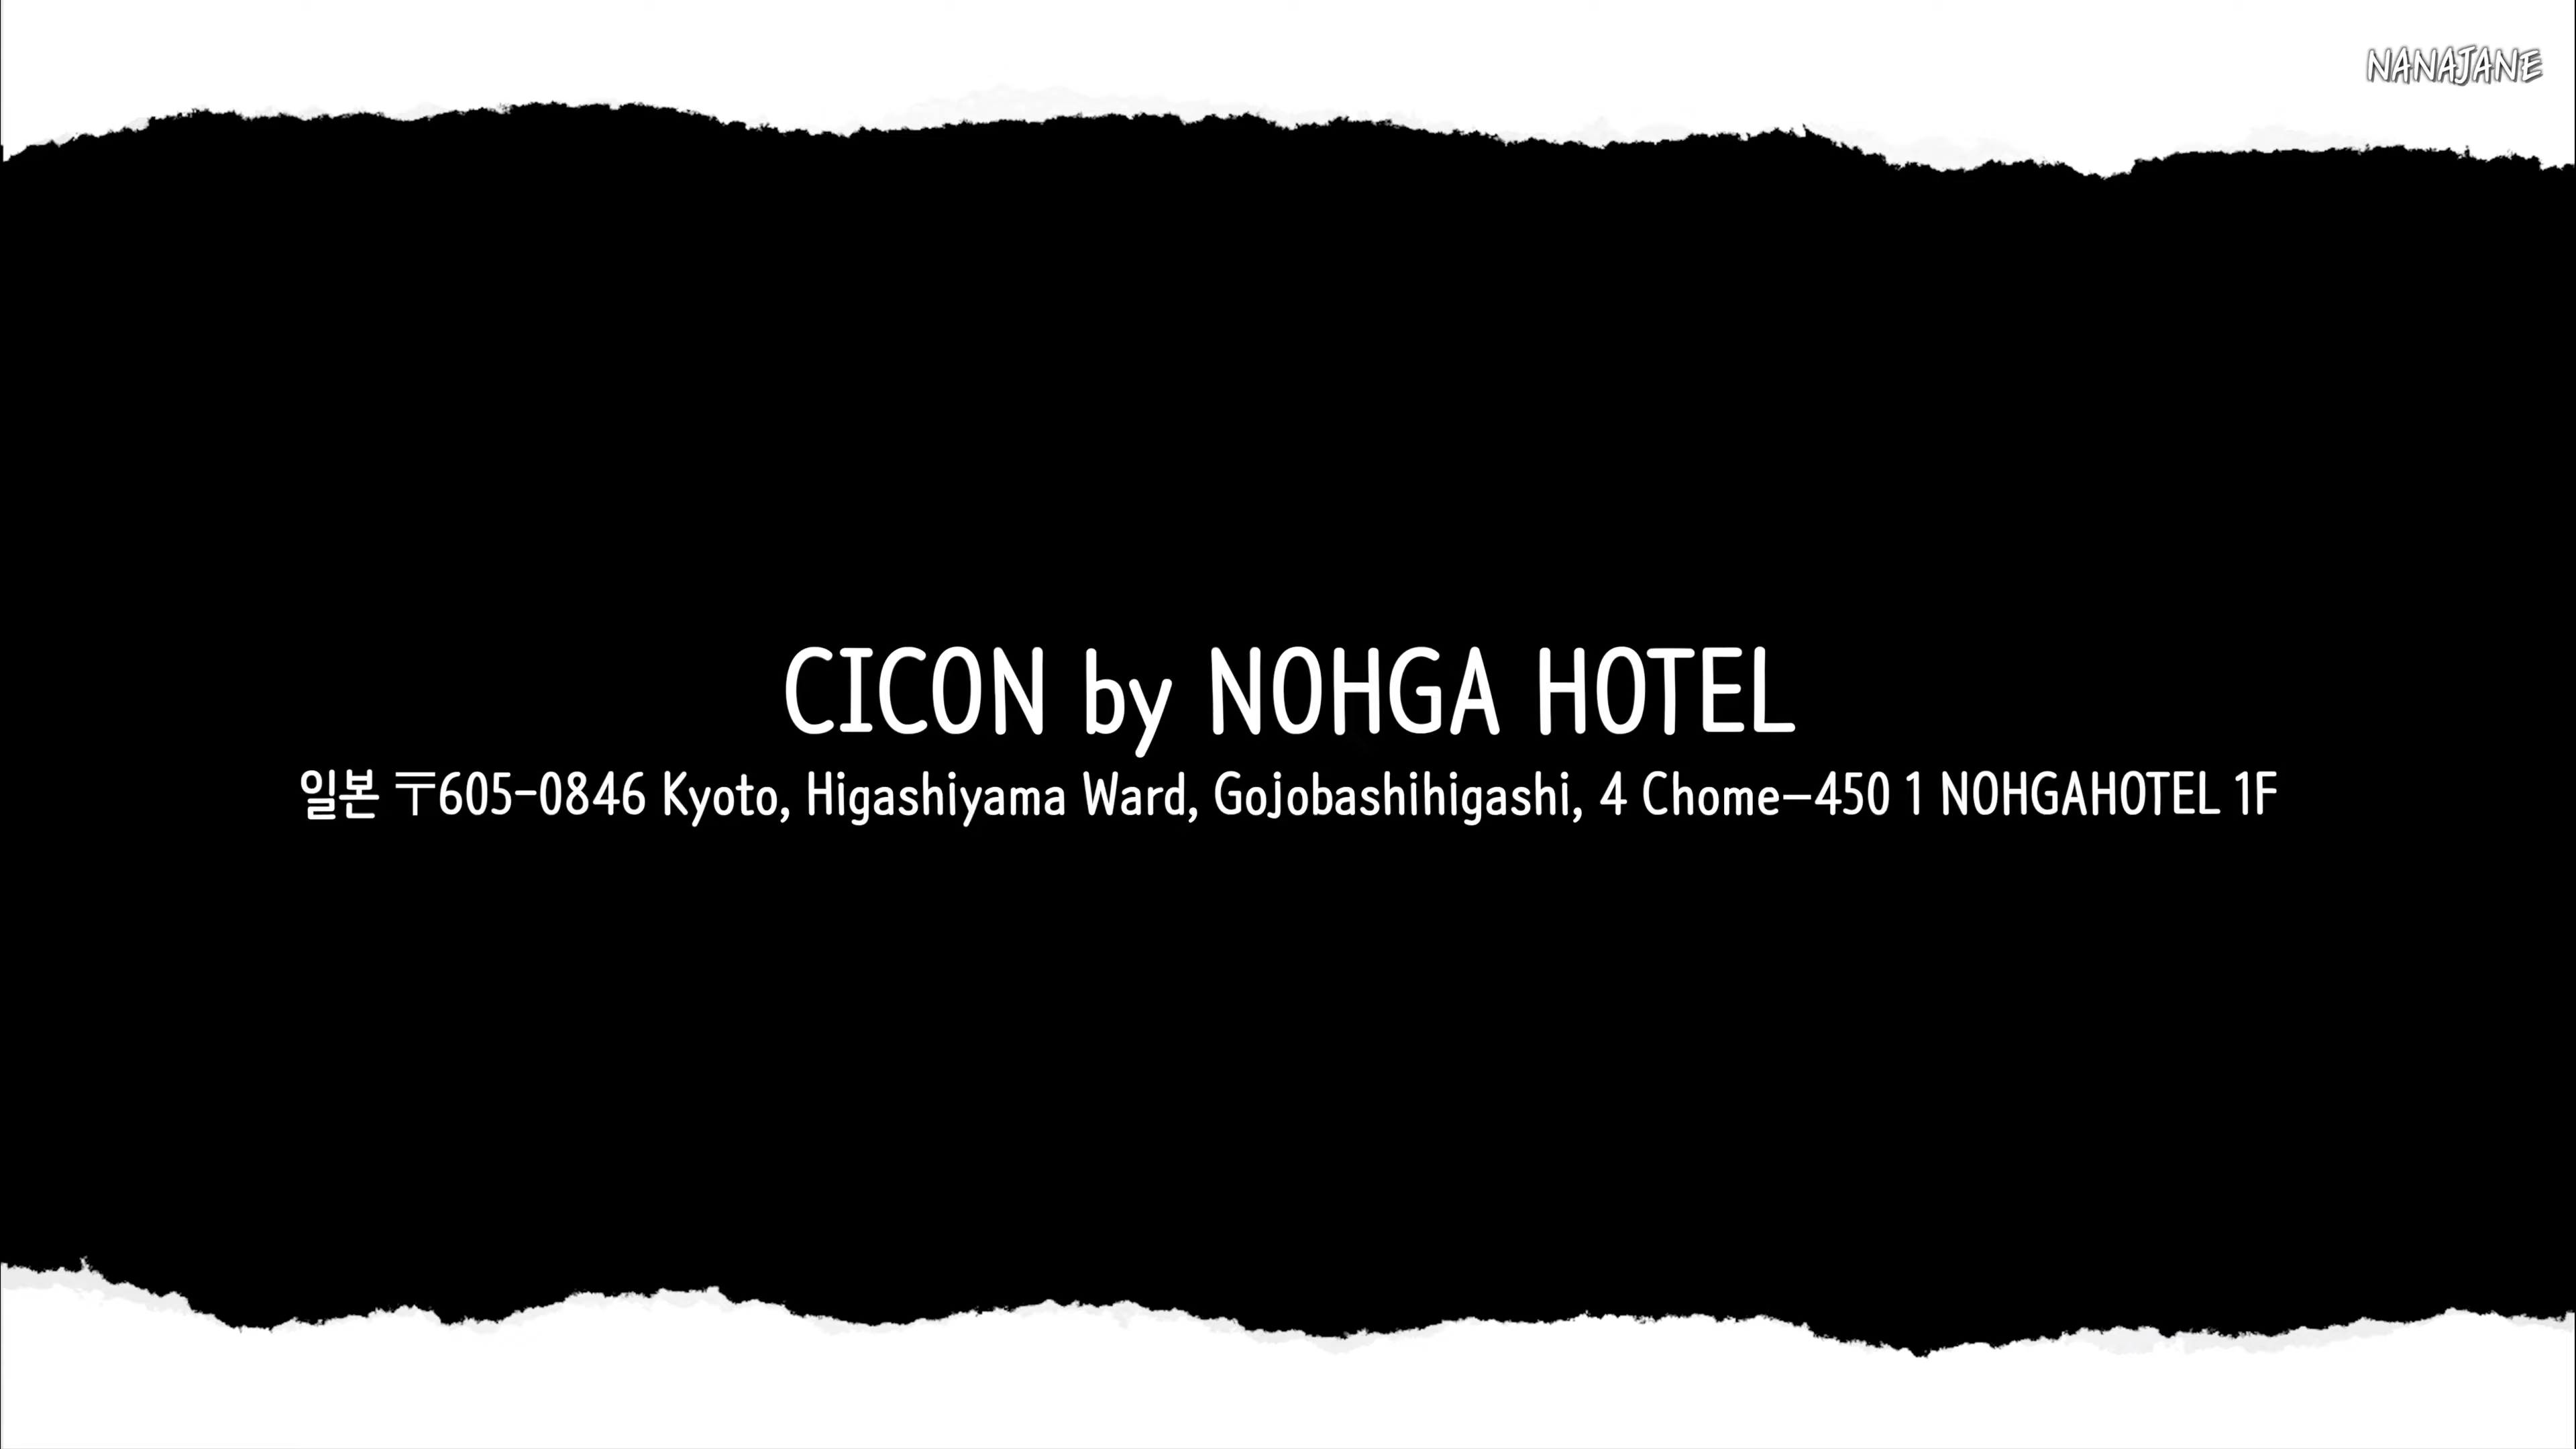 NANAJANE
CICON by NOHGA HOTEL
일본 〒605-0846 Kyoto, Higashiyama Ward, Gojobashihigashi, 4 Chome−450 1 NOHGAHOTEL 1F